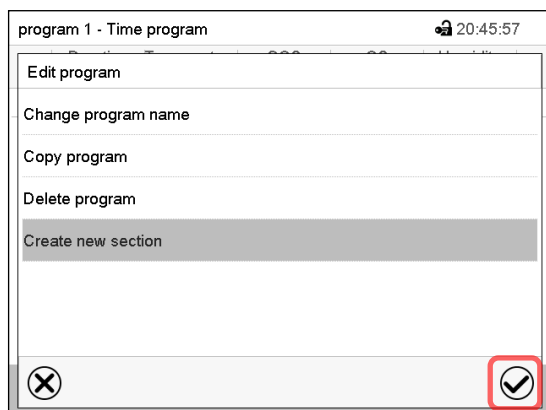 program 1 - Time program 20:45:57
Edit program
Change program name
Copy program
Delete program
Create new section